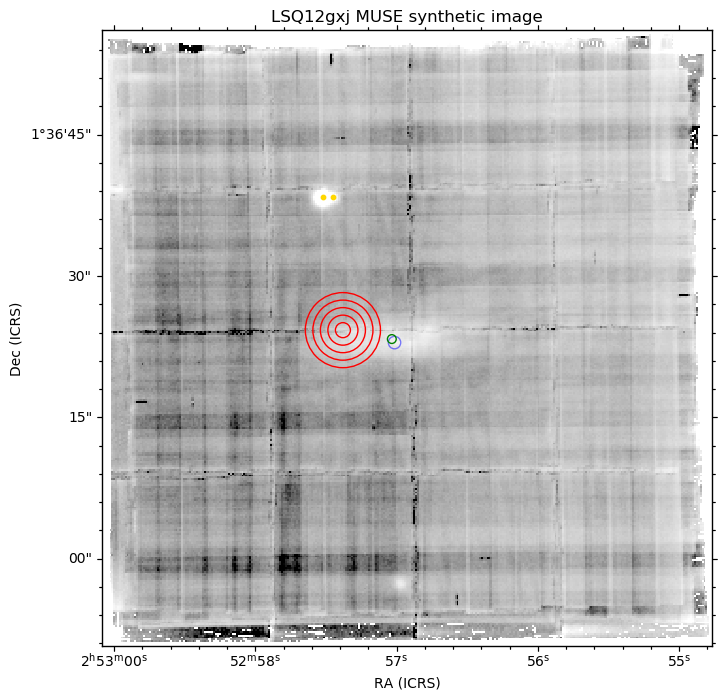 LSQ12gxj MUSE synthetic image
1°36'45"
30"
15"
00"
Dec (ICRS)
2ʰ53ᵐ00ˢ
52ᵐ58ˢ
57ˢ
56ˢ
55ˢ
RA (ICRS)